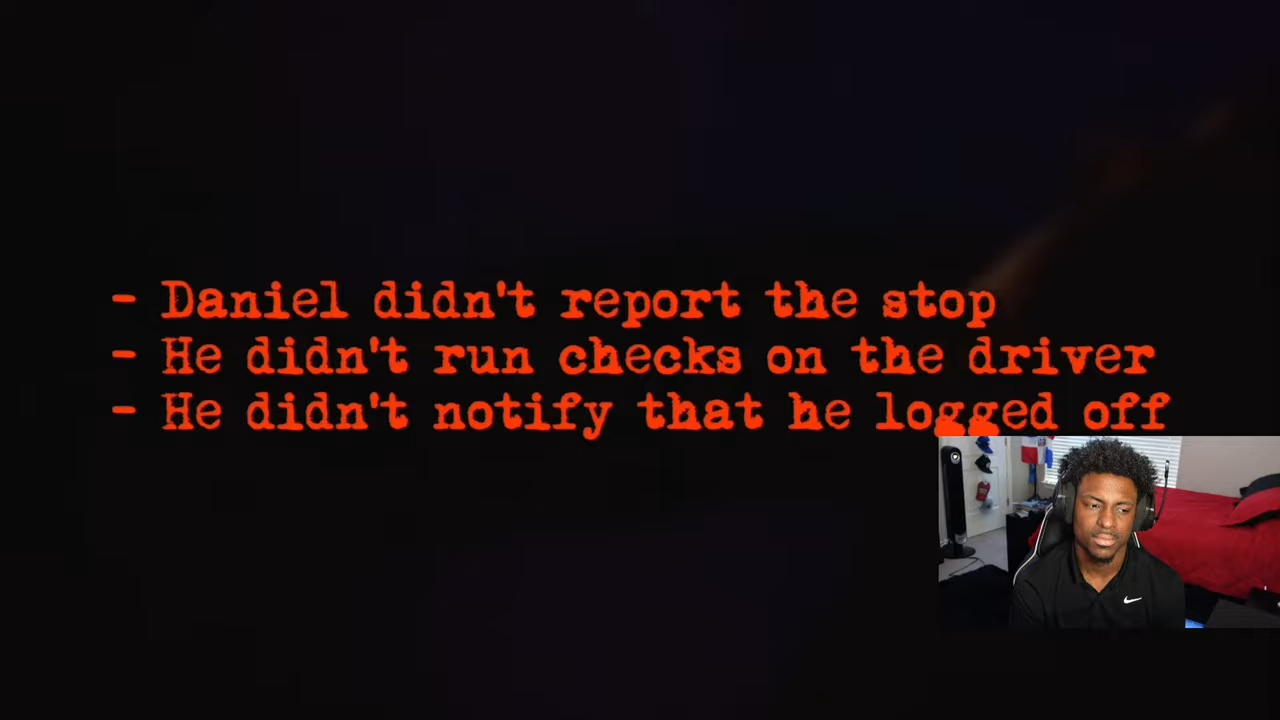 - Daniel didn't report the stop
- He didn't run checks on the driver
- He didn't notify that he logged off